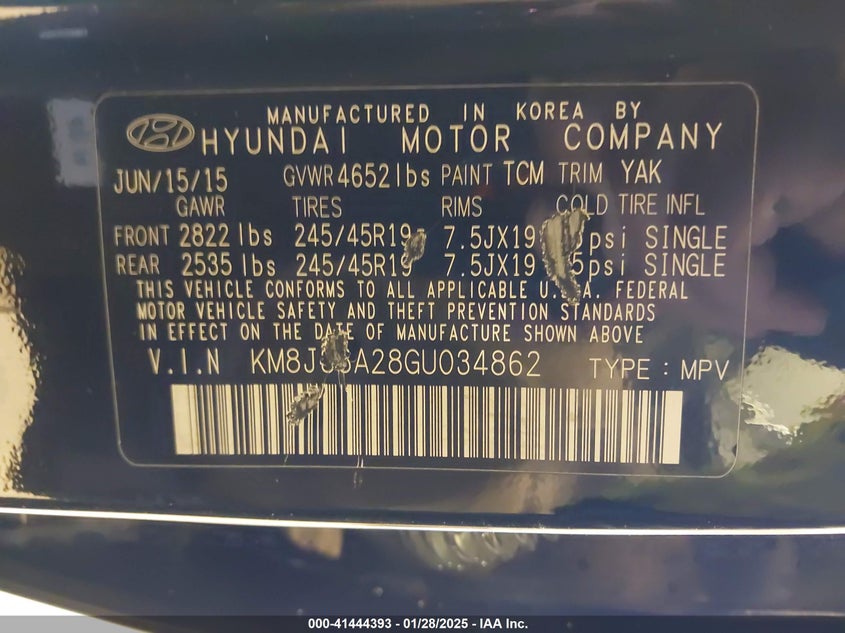 MANUFACTURED IN KOREA BY
HYUNDAI MOTOR COMPANY
JUN/15/15 GVWR 4652 lbs PAINT TCM TRIM YAK
GAWR TIRES RIMS COLD TIRE INFL
FRONT 2822 lbs 245/45R19 7.5JX19 psi SINGLE
REAR 2535 lbs 245/45R19 7.5JX19 psi SINGLE
THIS VEHICLE CONFORMS TO ALL APPLICABLE U.S.A. FEDERAL
MOTOR VEHICLE SAFETY AND THEFT PREVENTION STANDARDS
IN EFFECT ON THE DATE OF MANUFACTURE SHOWN ABOVE
V.I.N TYPE : MPV
000-41444393 — 01/28/2025 — IAA Inc.